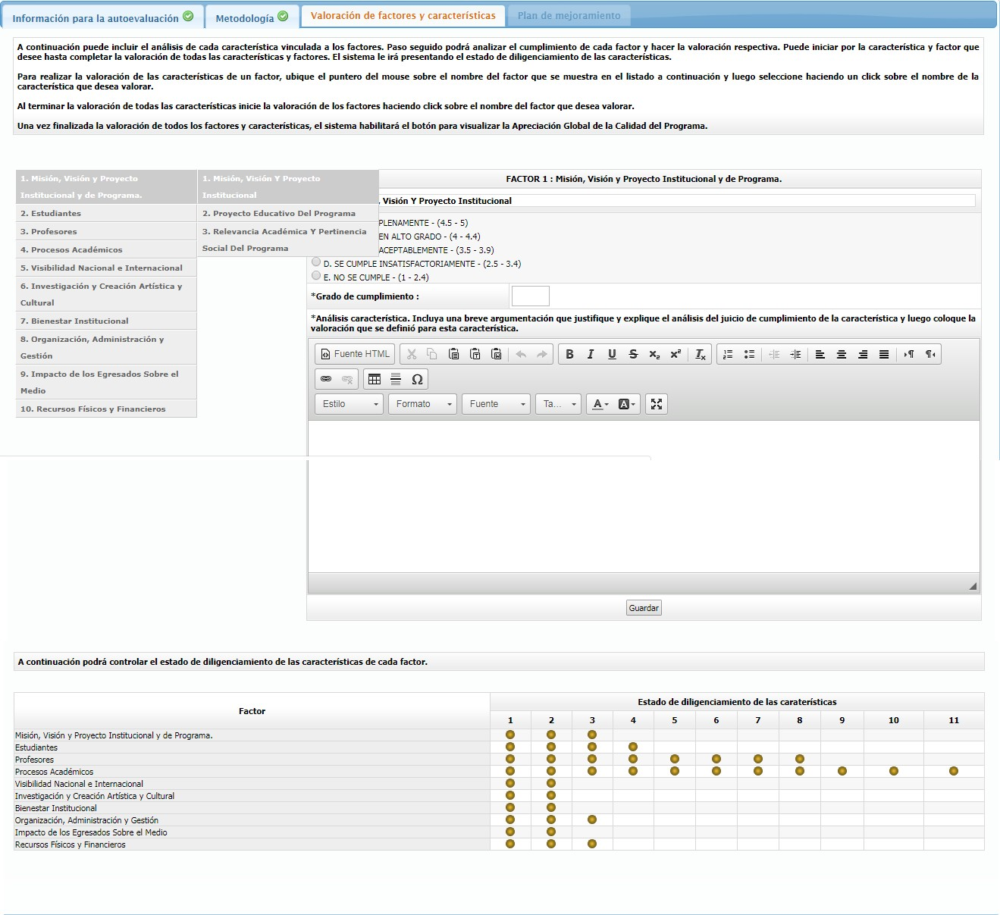 Información para la autoevaluación
Metodología
Valoración de factores y características
Plan de mejoramiento
A continuación puede incluir el análisis de cada característica vinculada a los factores. Paso seguido podrá analizar el cumplimiento de cada factor y hacer la valoración respectiva. Puede iniciar por la característica y factor que
desee hasta completar la valoración de todas las características y factores. El sistema le irá presentando el estado de diligenciamiento de las características.
Para realizar la valoración de las características de un factor, ubique el puntero del mouse sobre el nombre del factor que se muestra en el listado a continuación y luego seleccione haciendo un click sobre el nombre de la
característica que desea valorar.
Al terminar la valoración de todas las características inicie la valoración de los factores haciendo click sobre el nombre del factor que desea valorar.
Una vez finalizada la valoración de todos los factores y características, el sistema habilitará el botón para visualizar la Apreciación Global de la Calidad del Programa.
1. Misión, Visión y Proyecto
Institucional y de Programa.
2. Estudiantes
3. Profesores
4. Procesos Académicos
5. Visibilidad Nacional e Internacional
6. Investigación y Creación Artística y
Cultural
7. Bienestar Institucional
8. Organización, Administración y
Gestión
9. Impacto de los Egresados Sobre el
Medio
10. Recursos Físicos y Financieros
1. Misión, Visión Y Proyecto
Institucional
2. Proyecto Educativo Del Programa
3. Relevancia Académica Y Pertinencia
Social Del Programa
FACTOR 1 : Misión, Visión y Proyecto Institucional y de Programa.
, Visión Y Proyecto Institucional
PLENAMENTE - (4.5 - 5)
EN ALTO GRADO - (4 - 4.4)
ACEPTABLEMENTE - (3.5 - 3.9)
D. SE CUMPLE INSATISFACTORIAMENTE - (2.5 - 3.4)
E. NO SE CUMPLE - (1 - 2.4)
*Grado de cumplimiento :
*Análisis característica. Incluya una breve argumentación que justifique y explique el análisis del juicio de cumplimiento de la característica y luego coloque la
valoración que se definió para esta característica.
Fuente HTML
Estilo Formato Fuente Ta...
Guardar
A continuación podrá controlar el estado de diligenciamiento de las características de cada factor.
Factor
Estado de diligenciamiento de las caraterísticas
1 2 3 4 5 6 7 8 9 10 11
Misión, Visión y Proyecto Institucional y de Programa.
Estudiantes
Profesores
Procesos Académicos
Visibilidad Nacional e Internacional
Investigación y Creación Artística y Cultural
Bienestar Institucional
Organización, Administración y Gestión
Impacto de los Egresados Sobre el Medio
Recursos Físicos y Financieros